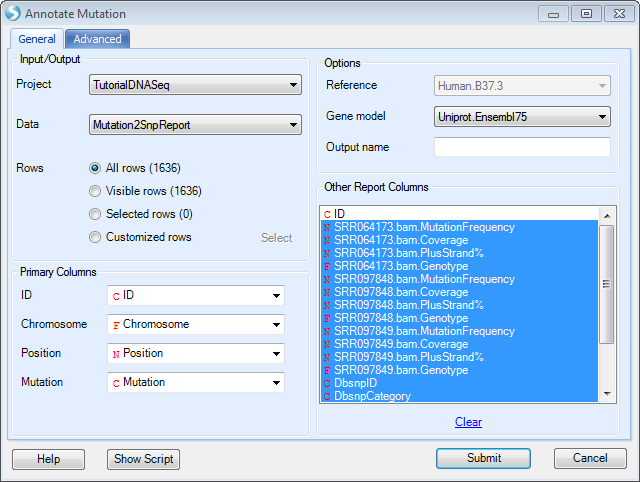 Annotate Mutation
General
Advanced
Input/Output
Project
TutorialDNASeq
Data
Mutation2SnpReport
Rows
All rows (1636)
Visible rows (1636)
Selected rows (0)
Customized rows
Select
Primary Columns
ID
C ID
Chromosome
F Chromosome
Position
N Position
Mutation
C Mutation
Options
Reference
Human.B37.3
Gene model
Uniprot.Ensembl75
Output name
Other Report Columns
C ID
N SRR064173.bam.MutationFrequency
N SRR064173.bam.Coverage
N SRR064173.bam.PlusStrand%
F SRR064173.bam.Genotype
N SRR097848.bam.MutationFrequency
N SRR097848.bam.Coverage
N SRR097848.bam.PlusStrand%
F SRR097848.bam.Genotype
N SRR097849.bam.MutationFrequency
N SRR097849.bam.Coverage
N SRR097849.bam.PlusStrand%
F SRR097849.bam.Genotype
C DbsnpID
C DbsnpCategory
Clear
Help
Show Script
Submit
Cancel